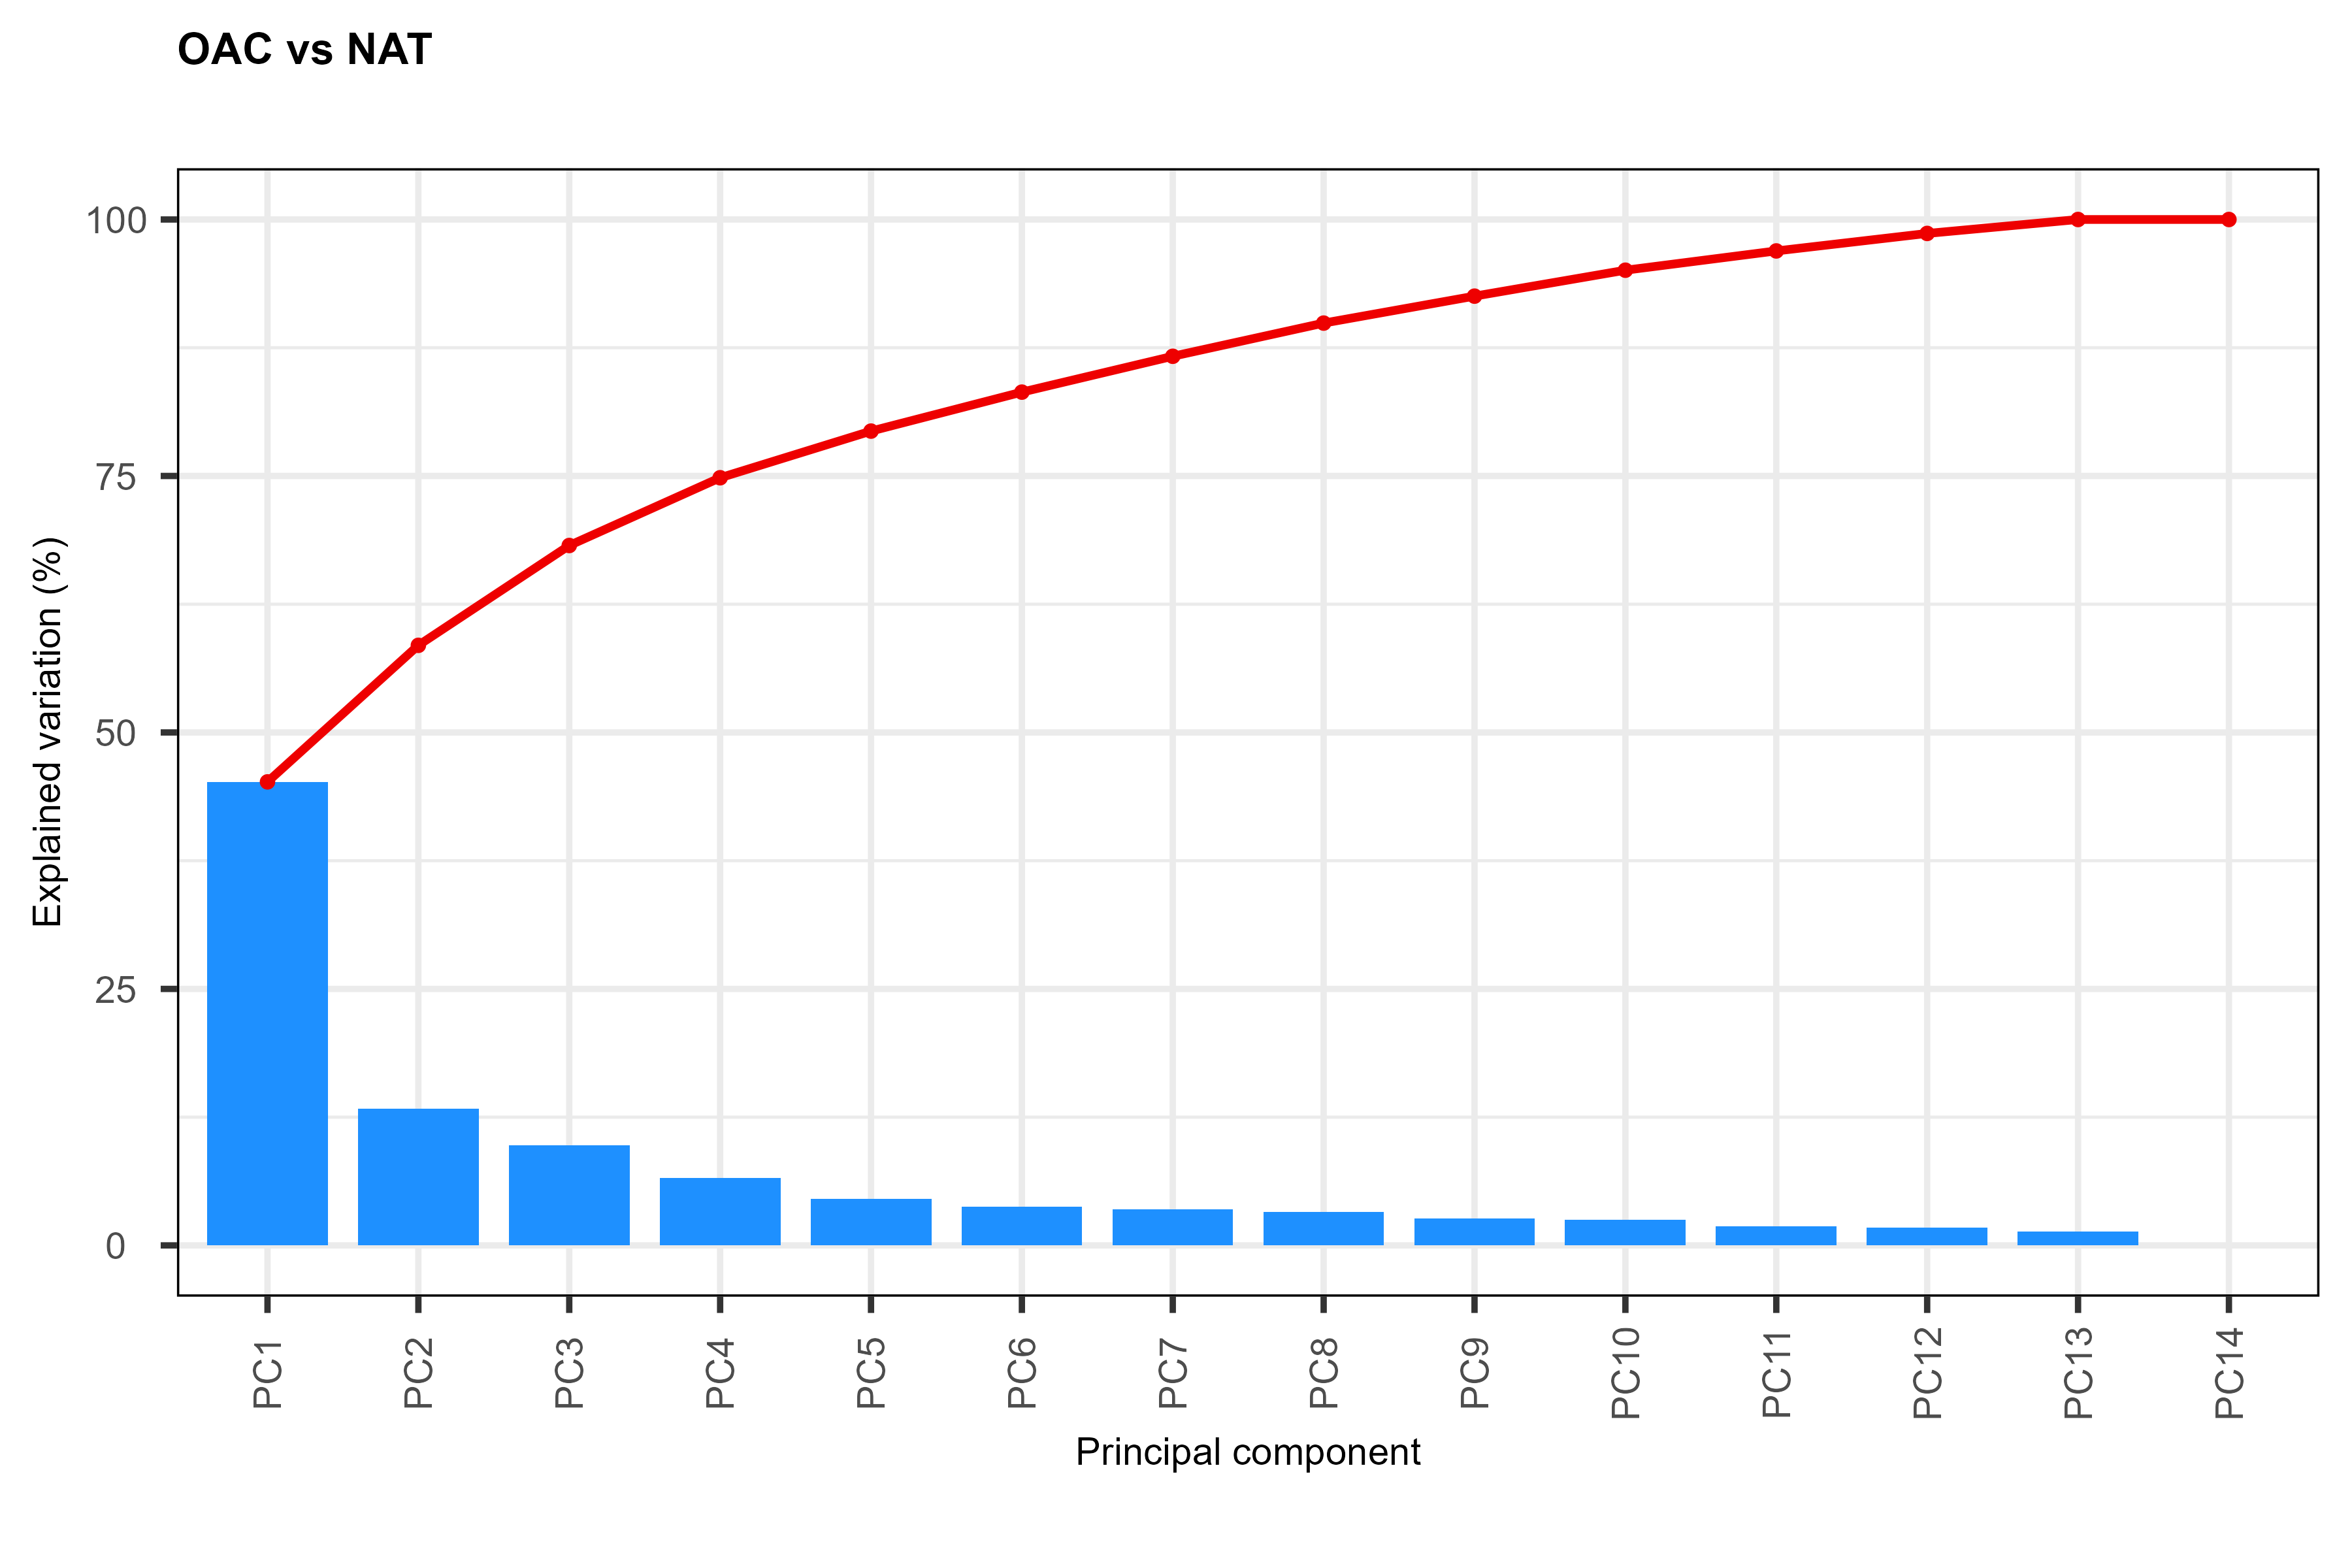 OAC vs NAT
Explained variation (%)
100
75
50
25
0
PC1
PC2
PC3
PC4
PC5
PC6
PC7
PC8
PC9
PC10
PC11
PC12
PC13
PC14
Principal component